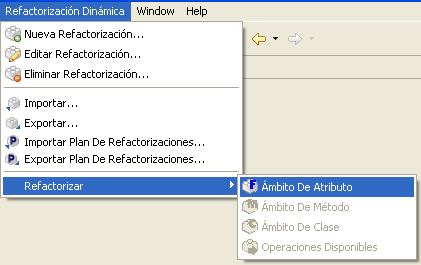 Refactorización Dinámica Window Help
Nueva Refactorización...
Editar Refactorización...
Eliminar Refactorización...
Importar...
Exportar...
Importar Plan De Refactorizaciones...
Exportar Plan De Refactorizaciones...
Refactorizar
Ámbito De Atributo
Ámbito De Método
Ámbito De Clase
Operaciones Disponibles